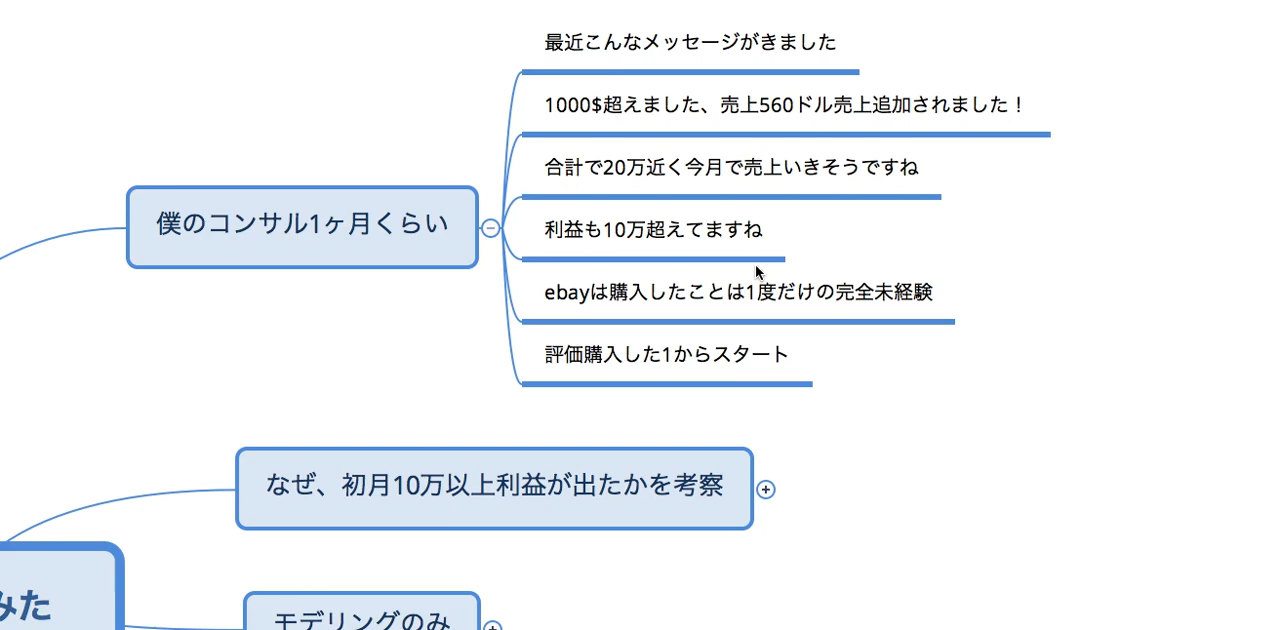 最近こんなメッセージがきました
1000$超えました、売上560ドル売上追加されました！
合計で20万近く今月で売上いきそうですね
僕のコンサル1ヶ月くらい
利益も10万超えてますね
ebayは購入したことは1度だけの完全未経験
評価購入した1からスタート
なぜ、初月10万以上利益が出たかを考察
みた
モデリングのみ